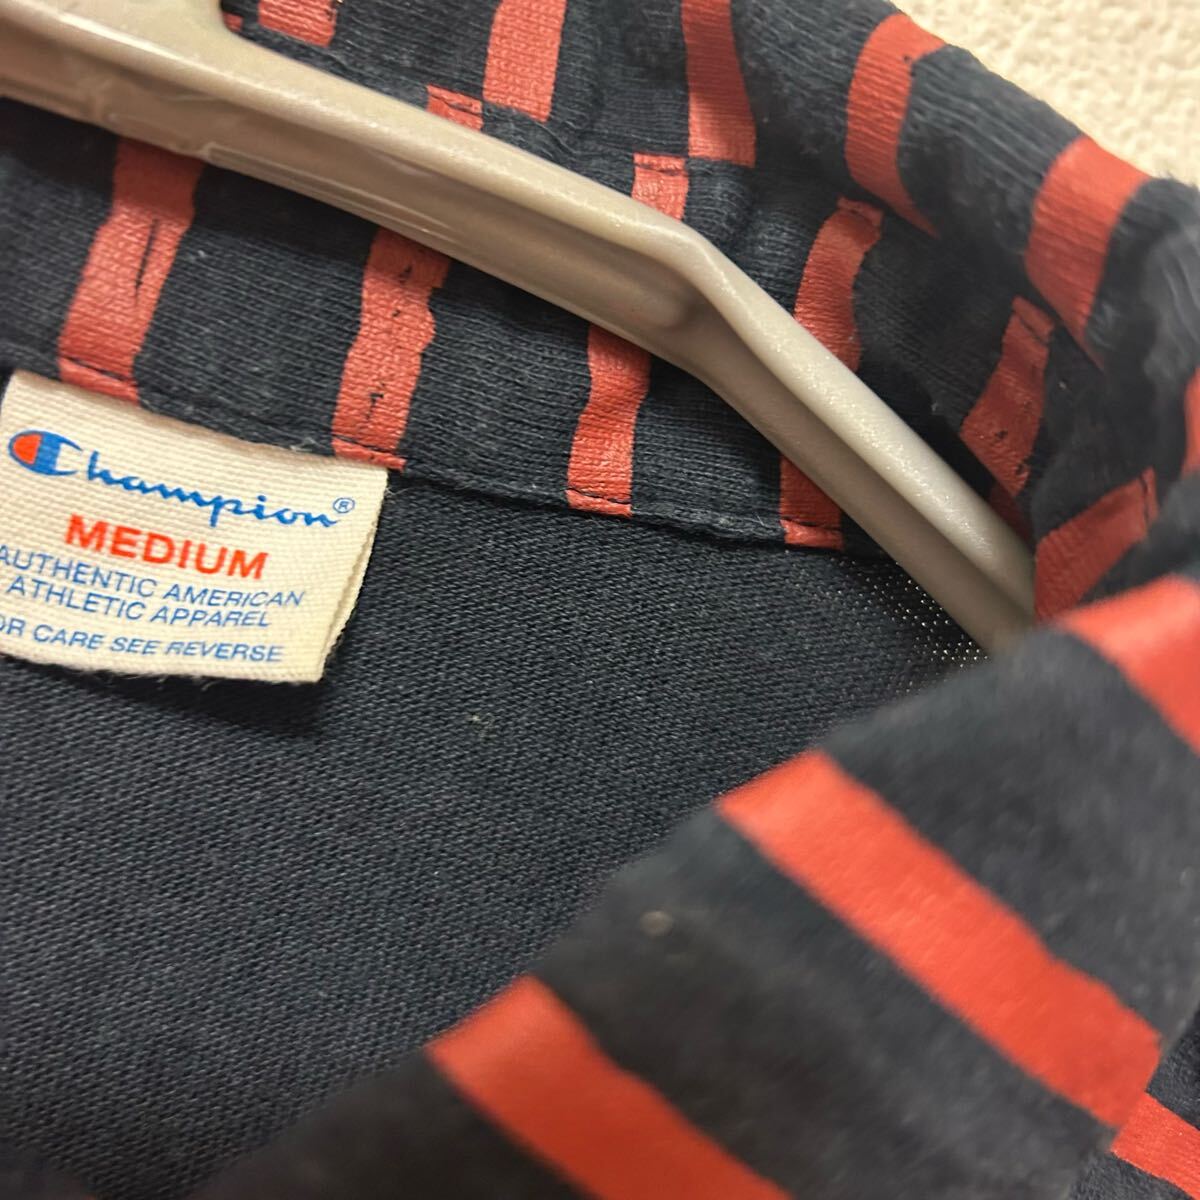 Champion®
MEDIUM
AUTHENTIC AMERICAN
ATHLETIC APPAREL
OR CARE SEE REVERSE